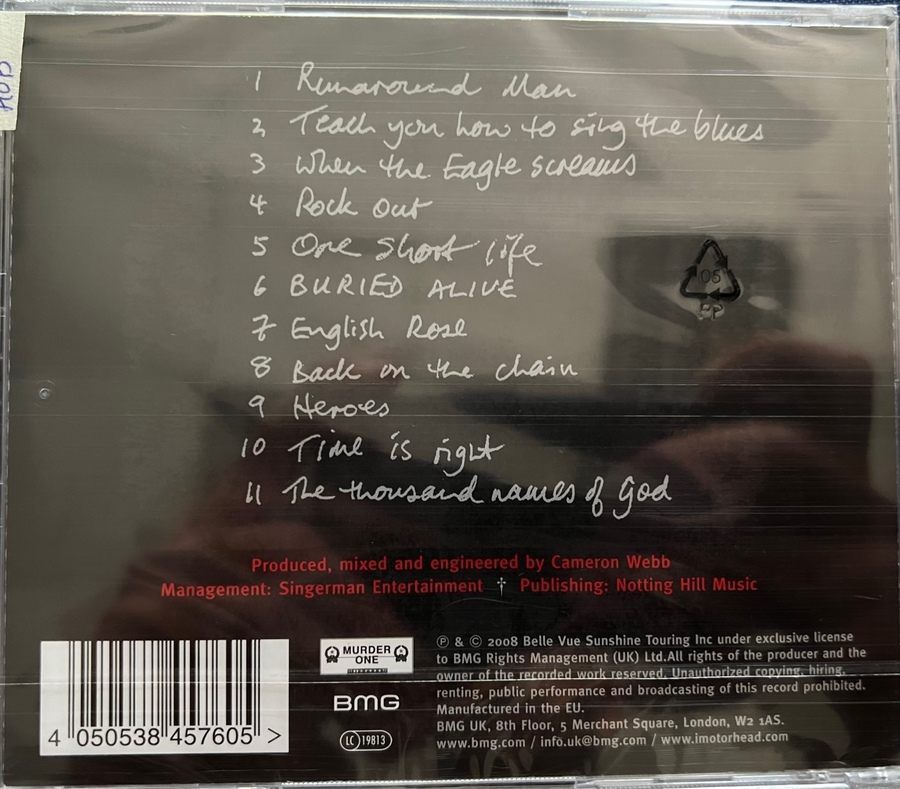 AUD
1 Runaround Man
2 Teach you how to sing the blues
3 When the Eagle screams
4 Rock Out
5 One short life
6 BURIED ALIVE
7 English Rose
8 Back on the chain
9 Heroes
10 Time is right
11 The thousand names of God
05
PP
Produced, mixed and engineered by Cameron Webb
Management: Singerman Entertainment † Publishing: Notting Hill Music
4 050538 457605 >
MURDER
ONE
BMG
LC 19813
℗ & © 2008 Belle Vue Sunshine Touring Inc under exclusive license
to BMG Rights Management (UK) Ltd.All rights of the producer and the
owner of the recorded work reserved. Unauthorized copying, hiring,
renting, public performance and broadcasting of this record prohibited.
Manufactured in the EU.
BMG UK, 8th Floor, 5 Merchant Square, London, W2 1AS.
www.bmg.com / info.uk@bmg.com / www.imotorhead.com